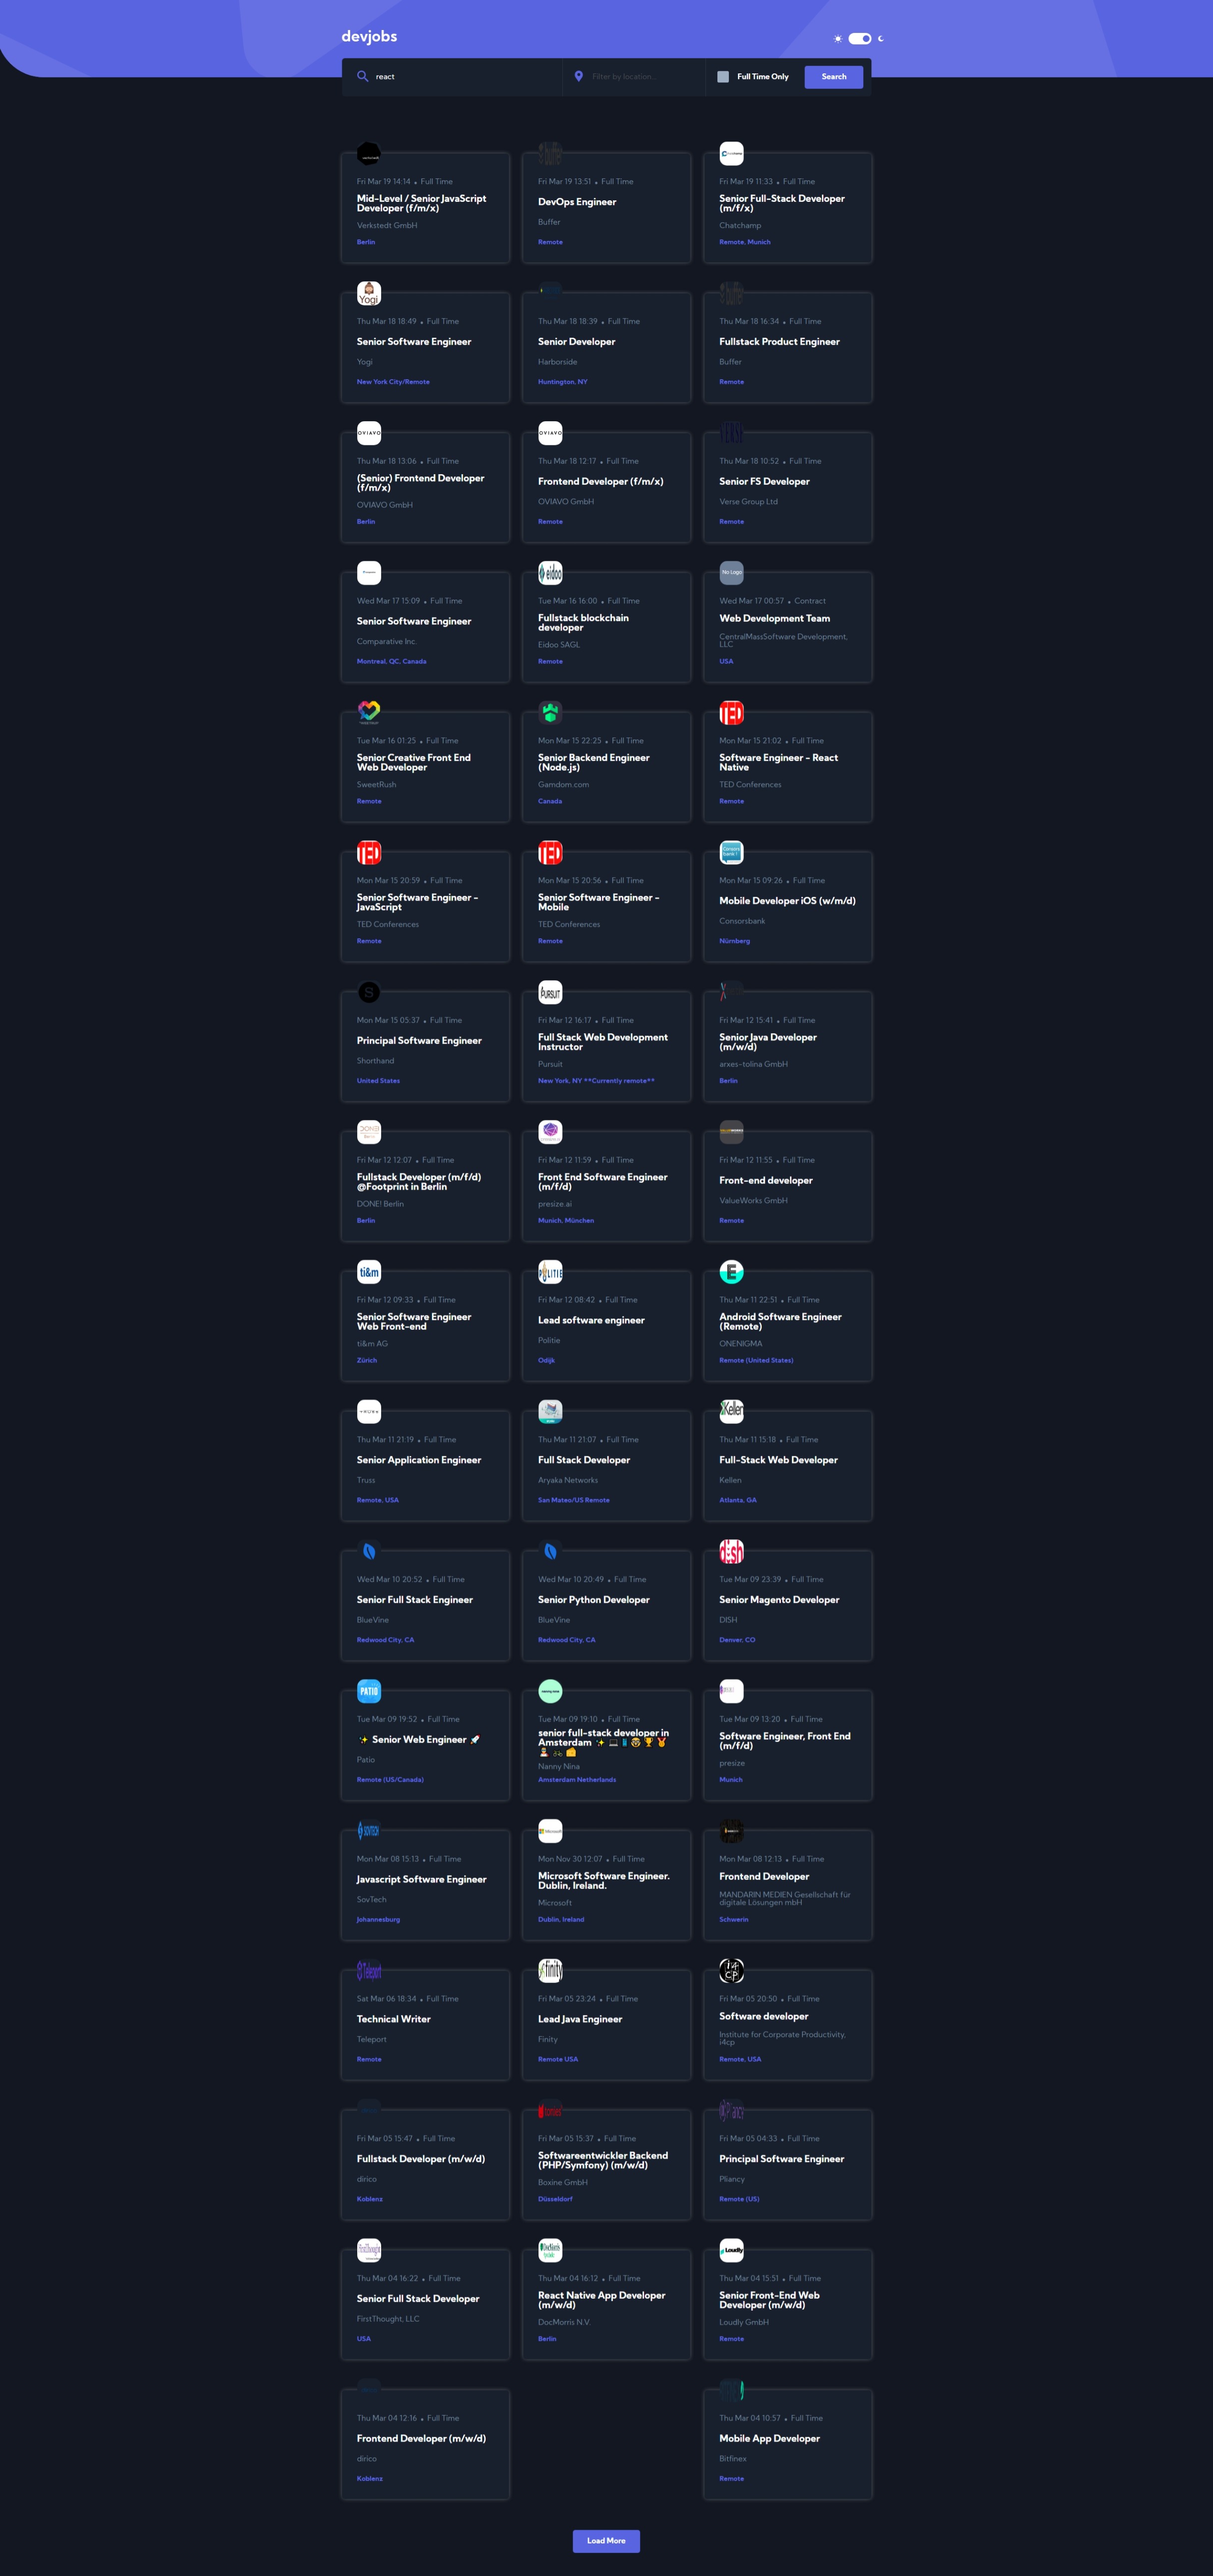 devjobs
react
Filter by location...
Full Time Only
Search
Fri Mar 19 14:14 • Full Time
Mid-Level / Senior JavaScript
Developer (f/m/x)
Verkstedt GmbH
Berlin
Fri Mar 19 13:51 • Full Time
DevOps Engineer
Buffer
Remote
Fri Mar 19 11:33 • Full Time
Senior Full-Stack Developer
(m/f/x)
Chatchamp
Remote, Munich
Yogi
Thu Mar 18 18:49 • Full Time
Senior Software Engineer
Yogi
New York City/Remote
Thu Mar 18 18:39 • Full Time
Senior Developer
Harborside
Huntington, NY
Thu Mar 18 16:34 • Full Time
Fullstack Product Engineer
Buffer
Remote
OVIAVO
Thu Mar 18 13:06 • Full Time
(Senior) Frontend Developer
(f/m/x)
OVIAVO GmbH
Berlin
OVIAVO
Thu Mar 18 12:17 • Full Time
Frontend Developer (f/m/x)
OVIAVO GmbH
Remote
Thu Mar 18 10:52 • Full Time
Senior FS Developer
Verse Group Ltd
Remote
Wed Mar 17 15:09 • Full Time
Senior Software Engineer
Comparative Inc.
Montreal, QC, Canada
eidoo
Tue Mar 16 16:00 • Full Time
Fullstack blockchain
developer
Eidoo SAGL
Remote
No Logo
Wed Mar 17 00:57 • Contract
Web Development Team
CentralMassSoftware Development,
LLC
USA
Tue Mar 16 01:25 • Full Time
Senior Creative Front End
Web Developer
SweetRush
Remote
Mon Mar 15 22:25 • Full Time
Senior Backend Engineer
(Node.js)
Gamdom.com
Canada
TED
Mon Mar 15 21:02 • Full Time
Software Engineer - React
Native
TED Conferences
Remote
TED
Mon Mar 15 20:59 • Full Time
Senior Software Engineer -
JavaScript
TED Conferences
Remote
TED
Mon Mar 15 20:56 • Full Time
Senior Software Engineer -
Mobile
TED Conferences
Remote
Mon Mar 15 09:26 • Full Time
Mobile Developer iOS (w/m/d)
Consorsbank
Nürnberg
S
Mon Mar 15 05:37 • Full Time
Principal Software Engineer
Shorthand
United States
PURSUIT
Fri Mar 12 16:17 • Full Time
Full Stack Web Development
Instructor
Pursuit
New York, NY **Currently remote**
Fri Mar 12 15:41 • Full Time
Senior Java Developer
(m/w/d)
arxes-tolina GmbH
Berlin
Fri Mar 12 12:07 • Full Time
Fullstack Developer (m/f/d)
@Footprint in Berlin
DONE! Berlin
Berlin
Fri Mar 12 11:59 • Full Time
Front End Software Engineer
(m/f/d)
presize.ai
Munich, München
Fri Mar 12 11:55 • Full Time
Front-end developer
ValueWorks GmbH
Remote
ti&m
Fri Mar 12 09:33 • Full Time
Senior Software Engineer
Web Front-end
ti&m AG
Zürich
Fri Mar 12 08:42 • Full Time
Lead software engineer
Politie
Odijk
E
Thu Mar 11 22:51 • Full Time
Android Software Engineer
(Remote)
ONENIGMA
Remote (United States)
Thu Mar 11 21:19 • Full Time
Senior Application Engineer
Truss
Remote, USA
Thu Mar 11 21:07 • Full Time
Full Stack Developer
Aryaka Networks
San Mateo/US Remote
Kellen
Thu Mar 11 15:18 • Full Time
Full-Stack Web Developer
Kellen
Atlanta, GA
Wed Mar 10 20:52 • Full Time
Senior Full Stack Engineer
BlueVine
Redwood City, CA
Wed Mar 10 20:49 • Full Time
Senior Python Developer
BlueVine
Redwood City, CA
dish
Tue Mar 09 23:39 • Full Time
Senior Magento Developer
DISH
Denver, CO
PATIO
Tue Mar 09 19:52 • Full Time
✨ Senior Web Engineer 🚀
Patio
Remote (US/Canada)
Tue Mar 09 19:10 • Full Time
senior full-stack developer in
Amsterdam
Nanny Nina
Amsterdam Netherlands
Tue Mar 09 13:20 • Full Time
Software Engineer, Front End
(m/f/d)
presize
Munich
SOVTECH
Mon Mar 08 15:13 • Full Time
Javascript Software Engineer
SovTech
Johannesburg
Microsoft
Mon Nov 30 12:07 • Full Time
Microsoft Software Engineer.
Dublin, Ireland.
Microsoft
Dublin, Ireland
Mon Mar 08 12:13 • Full Time
Frontend Developer
MANDARIN MEDIEN Gesellschaft für
digitale Lösungen mbH
Schwerin
Teleport
Sat Mar 06 18:34 • Full Time
Technical Writer
Teleport
Remote
finity
Fri Mar 05 23:24 • Full Time
Lead Java Engineer
Finity
Remote USA
i4cp
Fri Mar 05 20:50 • Full Time
Software developer
Institute for Corporate Productivity,
i4cp
Remote, USA
Fri Mar 05 15:47 • Full Time
Fullstack Developer (m/w/d)
dirico
Koblenz
Fri Mar 05 15:37 • Full Time
Softwareentwickler Backend
(PHP/Symfony) (m/w/d)
Boxine GmbH
Düsseldorf
Fri Mar 05 04:33 • Full Time
Principal Software Engineer
Pliancy
Remote (US)
Thu Mar 04 16:22 • Full Time
Senior Full Stack Developer
FirstThought, LLC
USA
Thu Mar 04 16:12 • Full Time
React Native App Developer
(m/w/d)
DocMorris N.V.
Berlin
Loudly
Thu Mar 04 15:51 • Full Time
Senior Front-End Web
Developer (m/w/d)
Loudly GmbH
Remote
Thu Mar 04 12:16 • Full Time
Frontend Developer (m/w/d)
dirico
Koblenz
Thu Mar 04 10:57 • Full Time
Mobile App Developer
Bitfinex
Remote
Load More